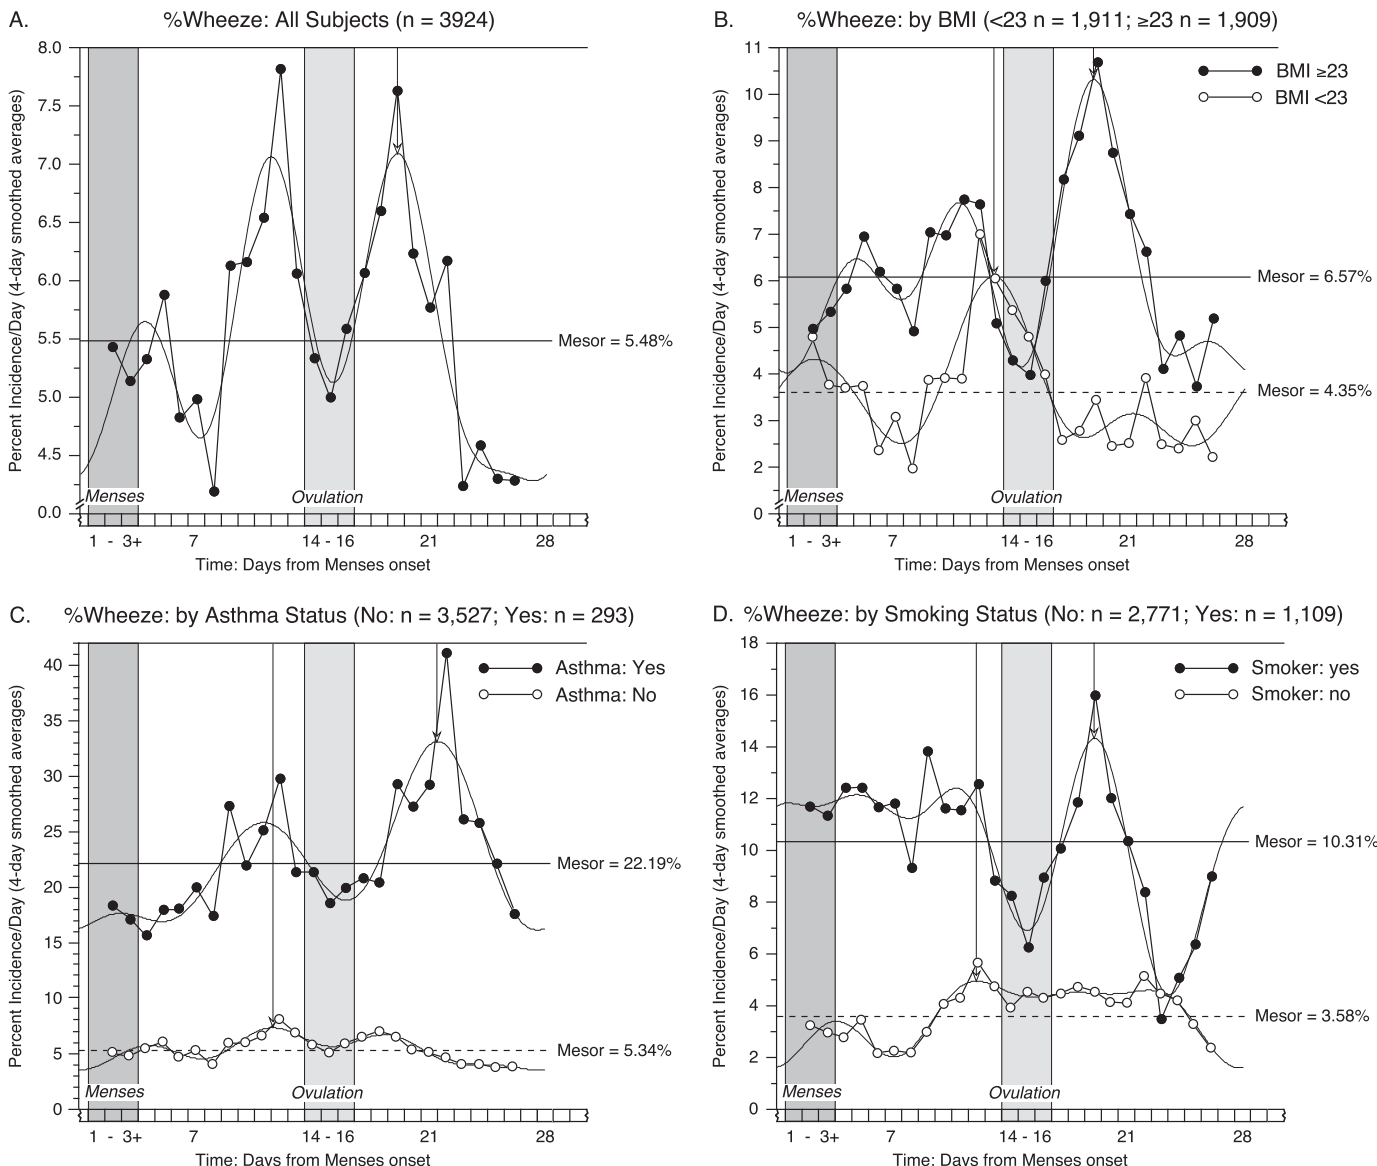 A. %Wheeze: All Subjects (n = 3924)
8.0
7.5
7.0
6.5
6.0
5.5
5.0
4.5
0.0
Percent Incidence/Day (4-day smoothed averages)
Mesor = 5.48%
Menses
Ovulation
1 - 3+ 7 14 - 16 21 28
Time: Days from Menses onset
B. %Wheeze: by BMI (<23 n = 1,911; ≥23 n = 1,909)
11
10
9
8
7
6
5
4
3
2
0
Percent Incidence/Day (4-day smoothed averages)
BMI ≥23
BMI <23
Mesor = 6.57%
Mesor = 4.35%
Menses
Ovulation
1 - 3+ 7 14 - 16 21 28
Time: Days from Menses onset
C. %Wheeze: by Asthma Status (No: n = 3,527; Yes: n = 293)
40
35
30
25
20
15
10
5
0
Percent Incidence/Day (4-day smoothed averages)
Asthma: Yes
Asthma: No
Mesor = 22.19%
Mesor = 5.34%
Menses
Ovulation
1 - 3+ 7 14 - 16 21 28
Time: Days from Menses onset
D. %Wheeze: by Smoking Status (No: n = 2,771; Yes: n = 1,109)
18
16
14
12
10
8
6
4
2
0
Percent Incidence/Day (4-day smoothed averages)
Smoker: yes
Smoker: no
Mesor = 10.31%
Mesor = 3.58%
Menses
Ovulation
1 - 3+ 7 14 - 16 21 28
Time: Days from Menses onset